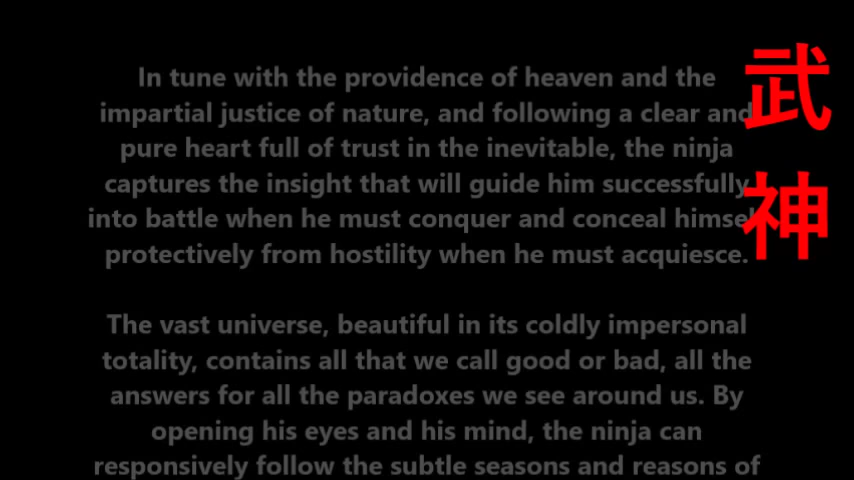 In tune with the providence of heaven and the
impartial justice of nature, and following a clear and
pure heart full of trust in the inevitable, the ninja
captures the insight that will guide him successfully
into battle when he must conquer and conceal himsel
protectively from hostility when he must acquiesce.
The vast universe, beautiful in its coldly impersonal
totality, contains all that we call good or bad, all the
answers for all the paradoxes we see around us. By
opening his eyes and his mind, the ninja can
responsively follow the subtle seasons and reasons of
武
神